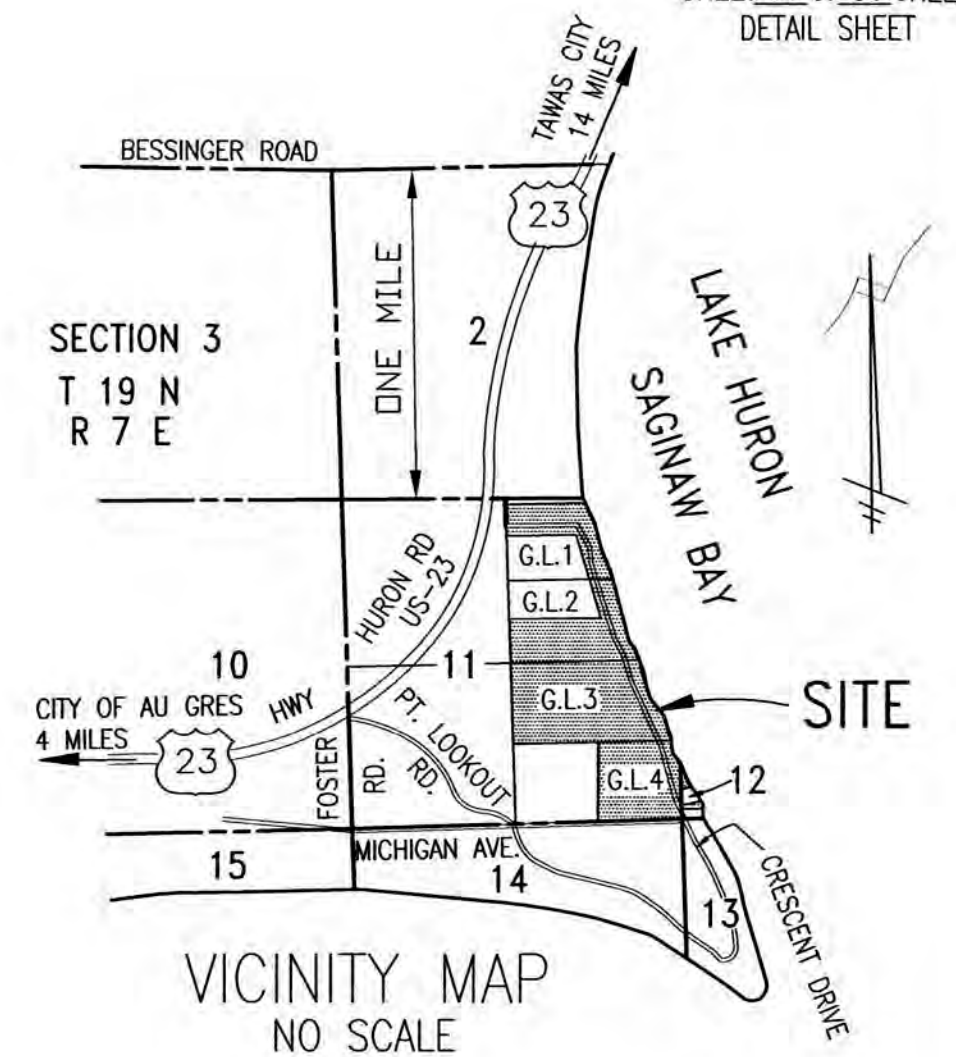 DETAIL SHEET
TAWAS CITY
14 MILES
BESSINGER ROAD
23
ONE MILE
2
SECTION 3
T 19 N
R 7 E
LAKE HURON
SAGINAW BAY
G.L.1
G.L.2
HURON RD
US-23
10
11
HWY
CITY OF AU GRES
4 MILES
23
G.L.3
SITE
PT. LOOKOUT
RD.
FOSTER
RD.
G.L.4
12
MICHIGAN AVE.
15
14
13
CRESCENT DRIVE
VICINITY MAP
NO SCALE